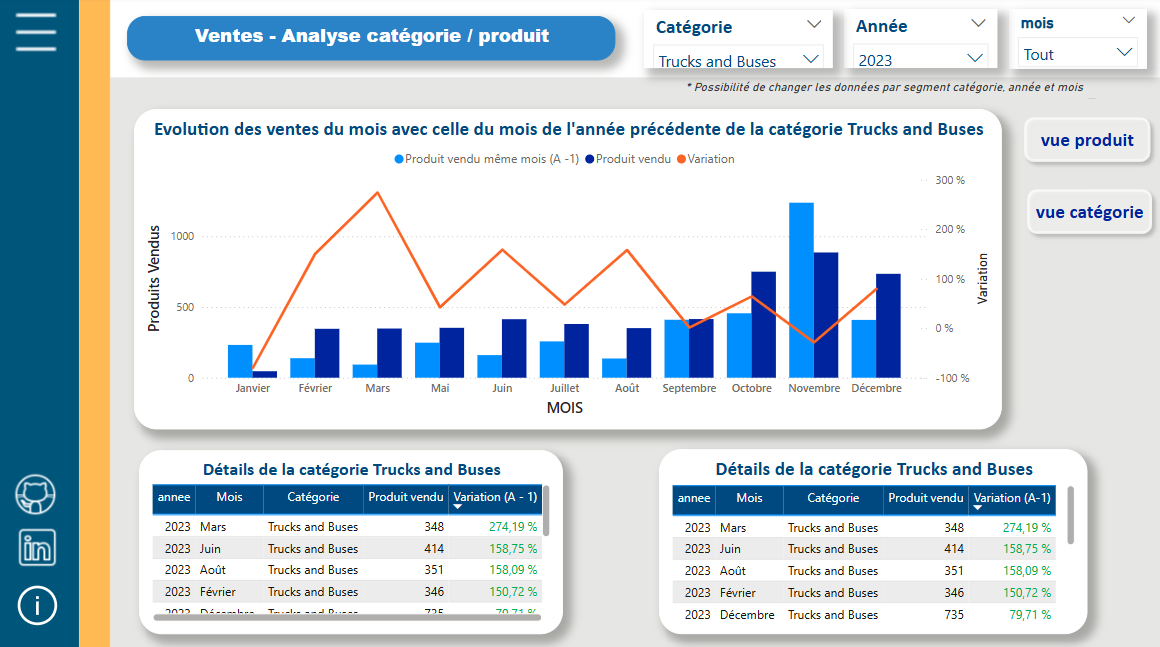 Ventes - Analyse catégorie / produit
Catégorie
Trucks and Buses
Année
2023
mois
Tout
* Possibilité de changer les données par segment catégorie, année et mois
Evolution des ventes du mois avec celle du mois de l'année précédente de la catégorie Trucks and Buses
Produit vendu même mois (A -1) Produit vendu Variation
Produits Vendus
1000
500
0
300 %
200 %
100 %
0 %
-100 %
Variation
Janvier Février Mars Mai Juin Juillet Août Septembre Octobre Novembre Décembre
MOIS
vue produit
vue catégorie
Détails de la catégorie Trucks and Buses
annee Mois Catégorie Produit vendu Variation (A - 1)
2023 Mars Trucks and Buses 348 274,19 %
2023 Juin Trucks and Buses 414 158,75 %
2023 Août Trucks and Buses 351 158,09 %
2023 Février Trucks and Buses 346 150,72 %
2023 Décembre Trucks and Buses 735 79,71 %
Détails de la catégorie Trucks and Buses
annee Mois Catégorie Produit vendu Variation (A-1)
2023 Mars Trucks and Buses 348 274,19 %
2023 Juin Trucks and Buses 414 158,75 %
2023 Août Trucks and Buses 351 158,09 %
2023 Février Trucks and Buses 346 150,72 %
2023 Décembre Trucks and Buses 735 79,71 %
in
i